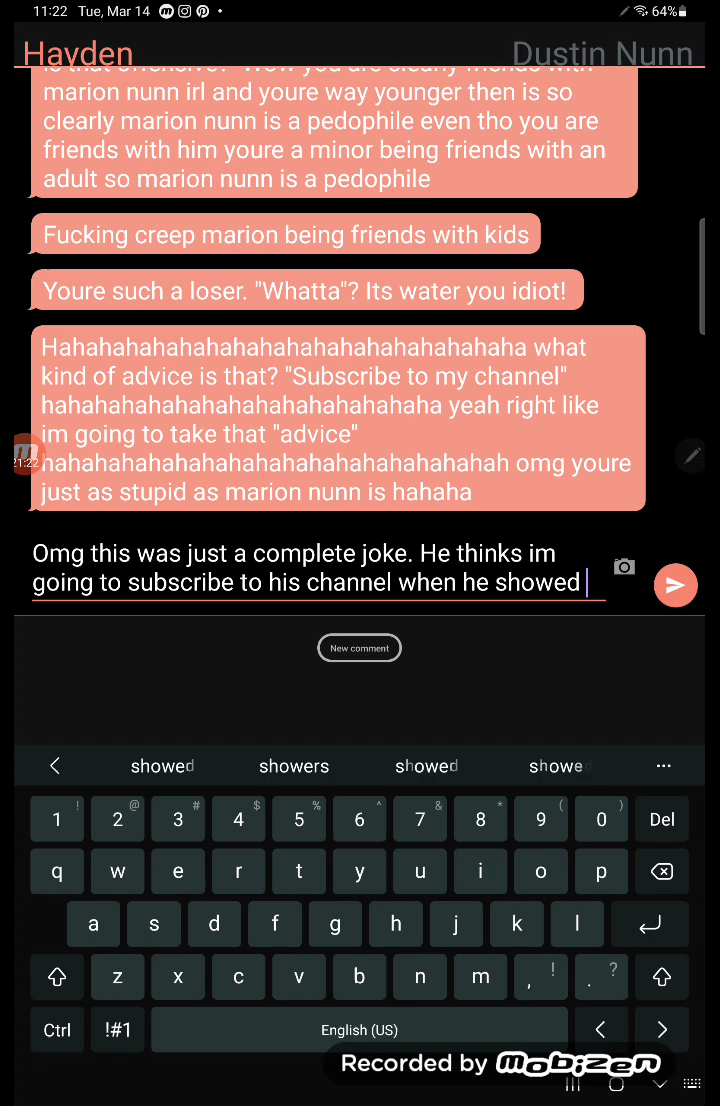 11:22 Tue, Mar 14
64%
Hayden
Dustin Nunn
marion nunn irl and youre way younger then is so
clearly marion nunn is a pedophile even tho you are
friends with him youre a minor being friends with an
adult so marion nunn is a pedophile
Fucking creep marion being friends with kids
Youre such a loser. "Whatta"? Its water you idiot!
Hahahahahahahahahahahahahahahahahahaha what
kind of advice is that? "Subscribe to my channel"
hahahahahahahahahahahahahahaha yeah right like
im going to take that "advice"
21:22
hahahahahahahahahahahahahahahahahah omg youre
just as stupid as marion nunn is hahaha
Omg this was just a complete joke. He thinks im
going to subscribe to his channel when he showed
New comment
showed showers showed showe
1 ! 2 @ 3 # 4 $ 5 % 6 ^ 7 & 8 * 9 ( 0 ) Del
q w e r t y u i o p
a s d f g h j k l
z x c v b n m , ! . ?
Ctrl !#1 English (US) < >
Recorded by mobizen